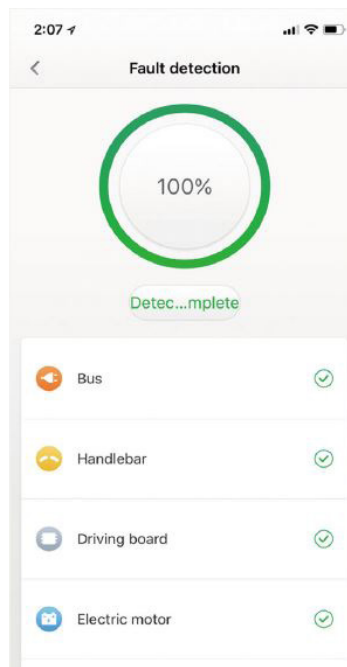 2:07
Fault detection
100%
Detec...mplete
Bus
Handlebar
Driving board
Electric motor